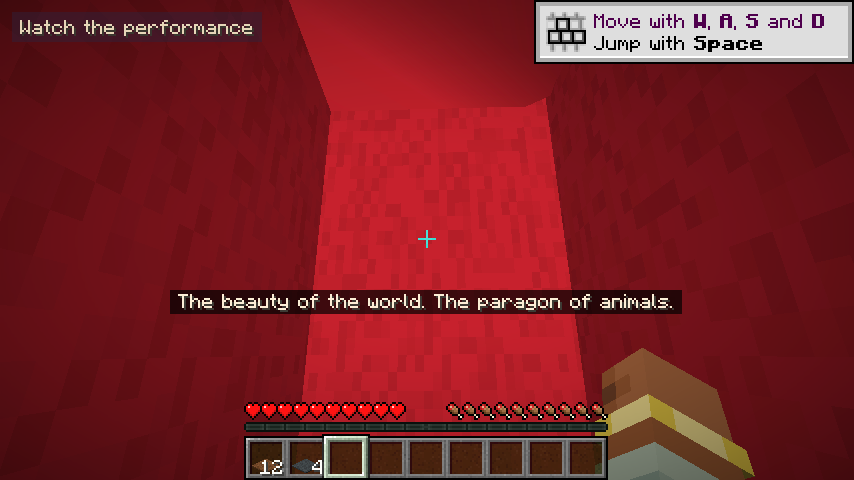 Watch the performance
Move with W, A, S and D
Jump with Space
The beauty of the world. The paragon of animals.
12
4